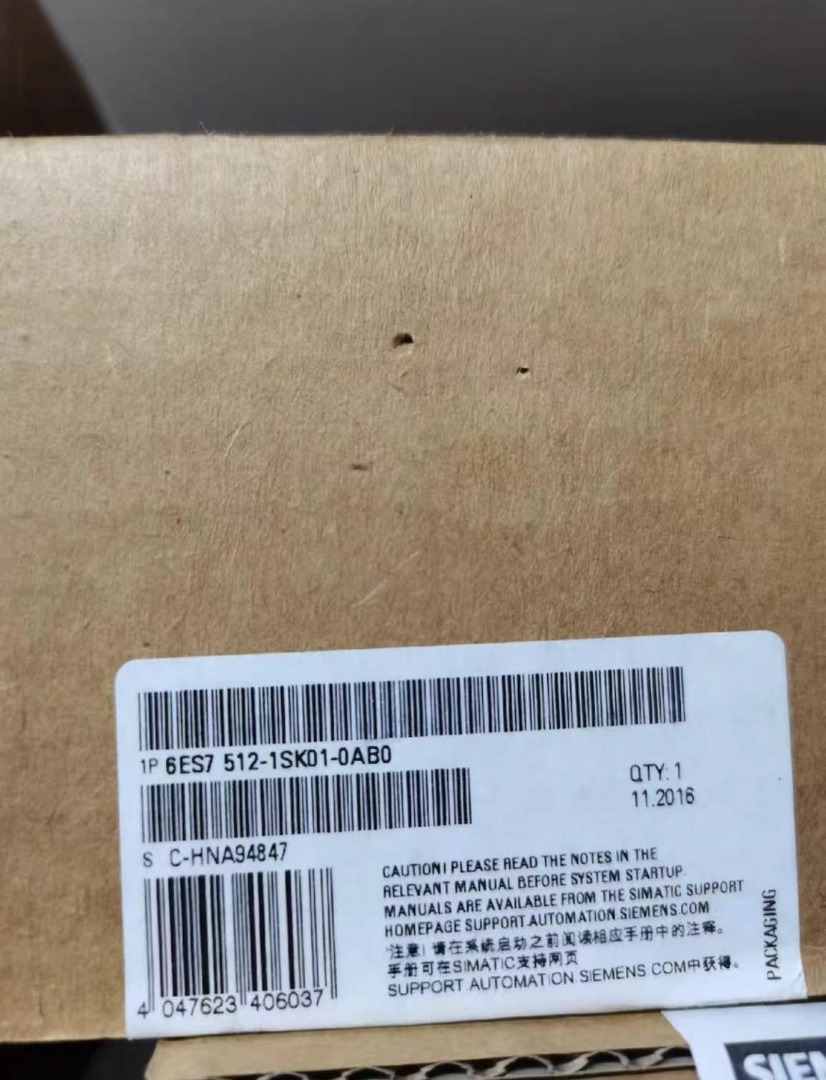 1P 6ES7 512-1SK01-0AB0
QTY: 1
11.2016
S C-HNA94847
CAUTION! PLEASE READ THE NOTES IN THE
RELEVANT MANUAL BEFORE SYSTEM STARTUP.
MANUALS ARE AVAILABLE FROM THE SIMATIC SUPPORT
HOMEPAGE SUPPORT.AUTOMATION.SIEMENS.COM
注意! 请在系统启动之前阅读相应手册中的注释。
手册可在SIMATIC支持网页
SUPPORT AUTOMATION SIEMENS COM中获得。
PACKAGING
4 047623 406037
SIEM